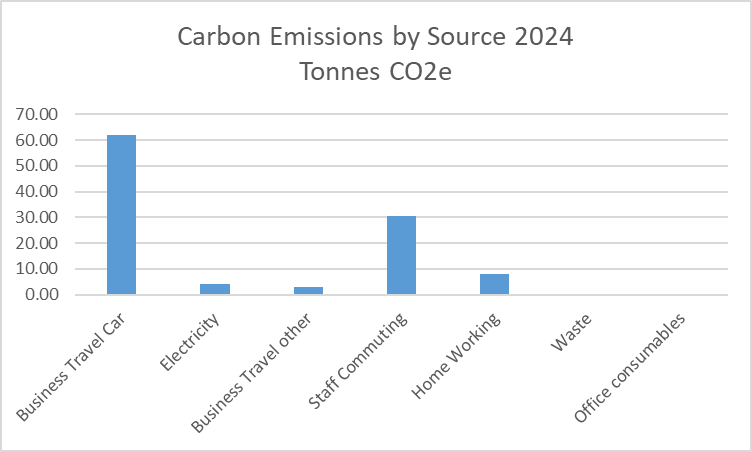 Carbon Emissions by Source 2024
Tonnes CO2e
70.00
60.00
50.00
40.00
30.00
20.00
10.00
0.00
Business Travel Car
Electricity
Business Travel other
Staff Commuting
Home Working
Waste
Office consumables